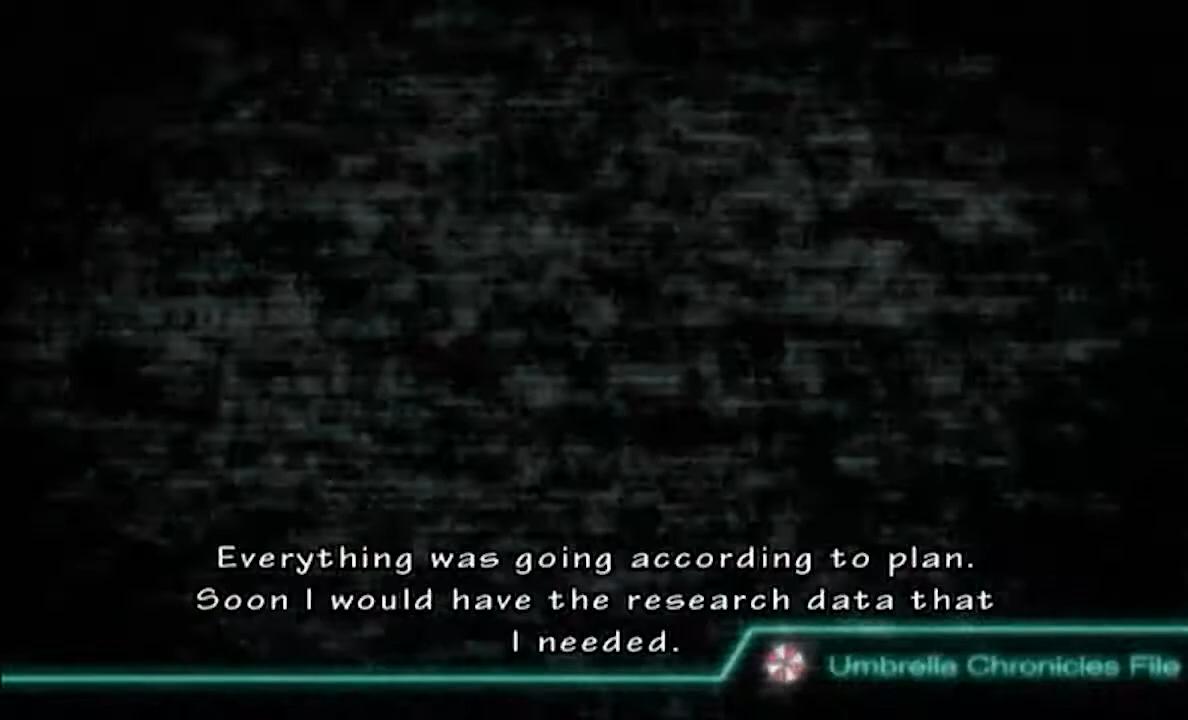 Everything was going according to plan.
Soon I would have the research data that
I needed.
Umbrella Chronicles File